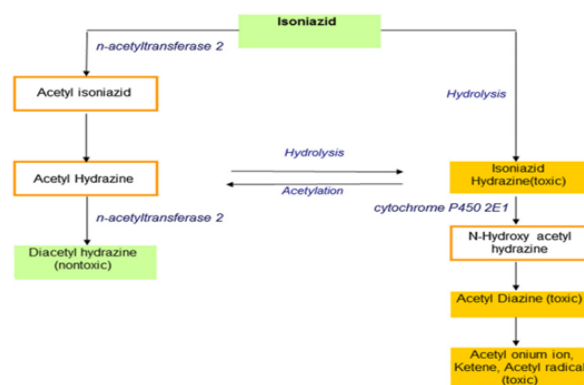 Isoniazid
n-acetyltransferase 2
Acetyl isoniazid
Hydrolysis
Acetyl Hydrazine
Hydrolysis
Acetylation
Isoniazid
Hydrazine(toxic)
n-acetyltransferase 2
cytochrome P450 2E1
Diacetyl hydrazine
(nontoxic)
N-Hydroxy acetyl
hydrazine
Acetyl Diazine (toxic)
Acetyl onium ion,
Ketene, Acetyl radical
(toxic)